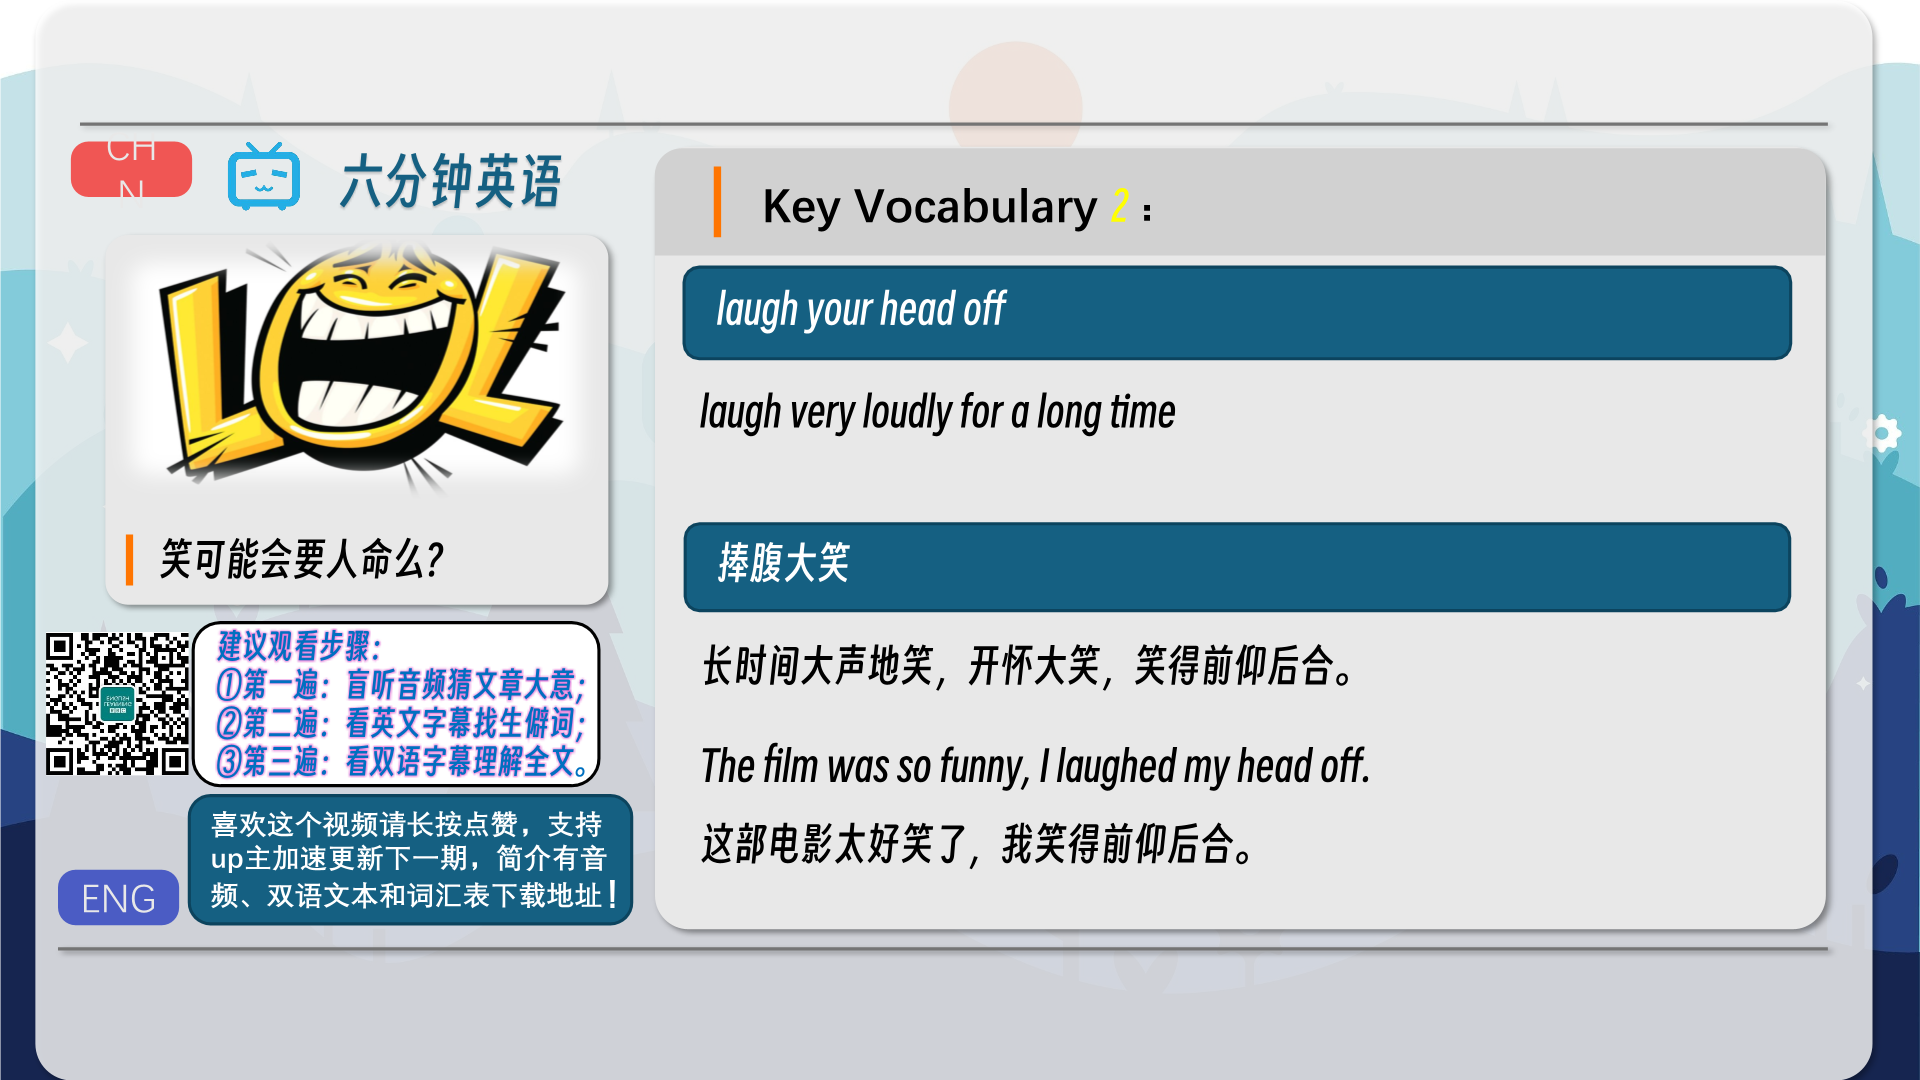 CH
N
六分钟英语
LOL
笑可能会要人命么?
建议观看步骤:
①第一遍: 盲听音频猜文章大意;
②第二遍: 看英文字幕找生僻词;
③第三遍: 看双语字幕理解全文。
喜欢这个视频请长按点赞, 支持
up主加速更新下一期, 简介有音
频、双语文本和词汇表下载地址!
ENG
Key Vocabulary 2 :
laugh your head off
laugh very loudly for a long time
捧腹大笑
长时间大声地笑, 开怀大笑, 笑得前仰后合。
The film was so funny, I laughed my head off.
这部电影太好笑了, 我笑得前仰后合。